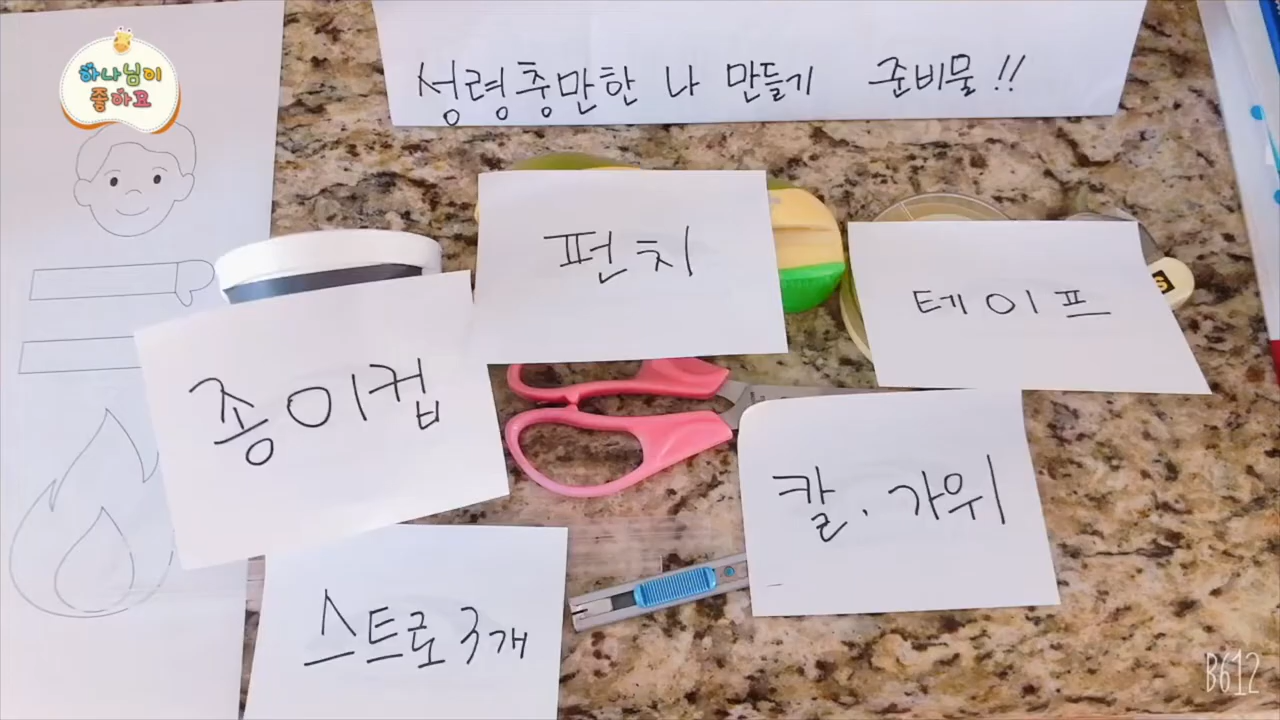 하나님이
좋아요
성령충만한 나 만들기 준비물!!
펀치
테이프
종이컵
칼. 가위
스트로 3개
B612